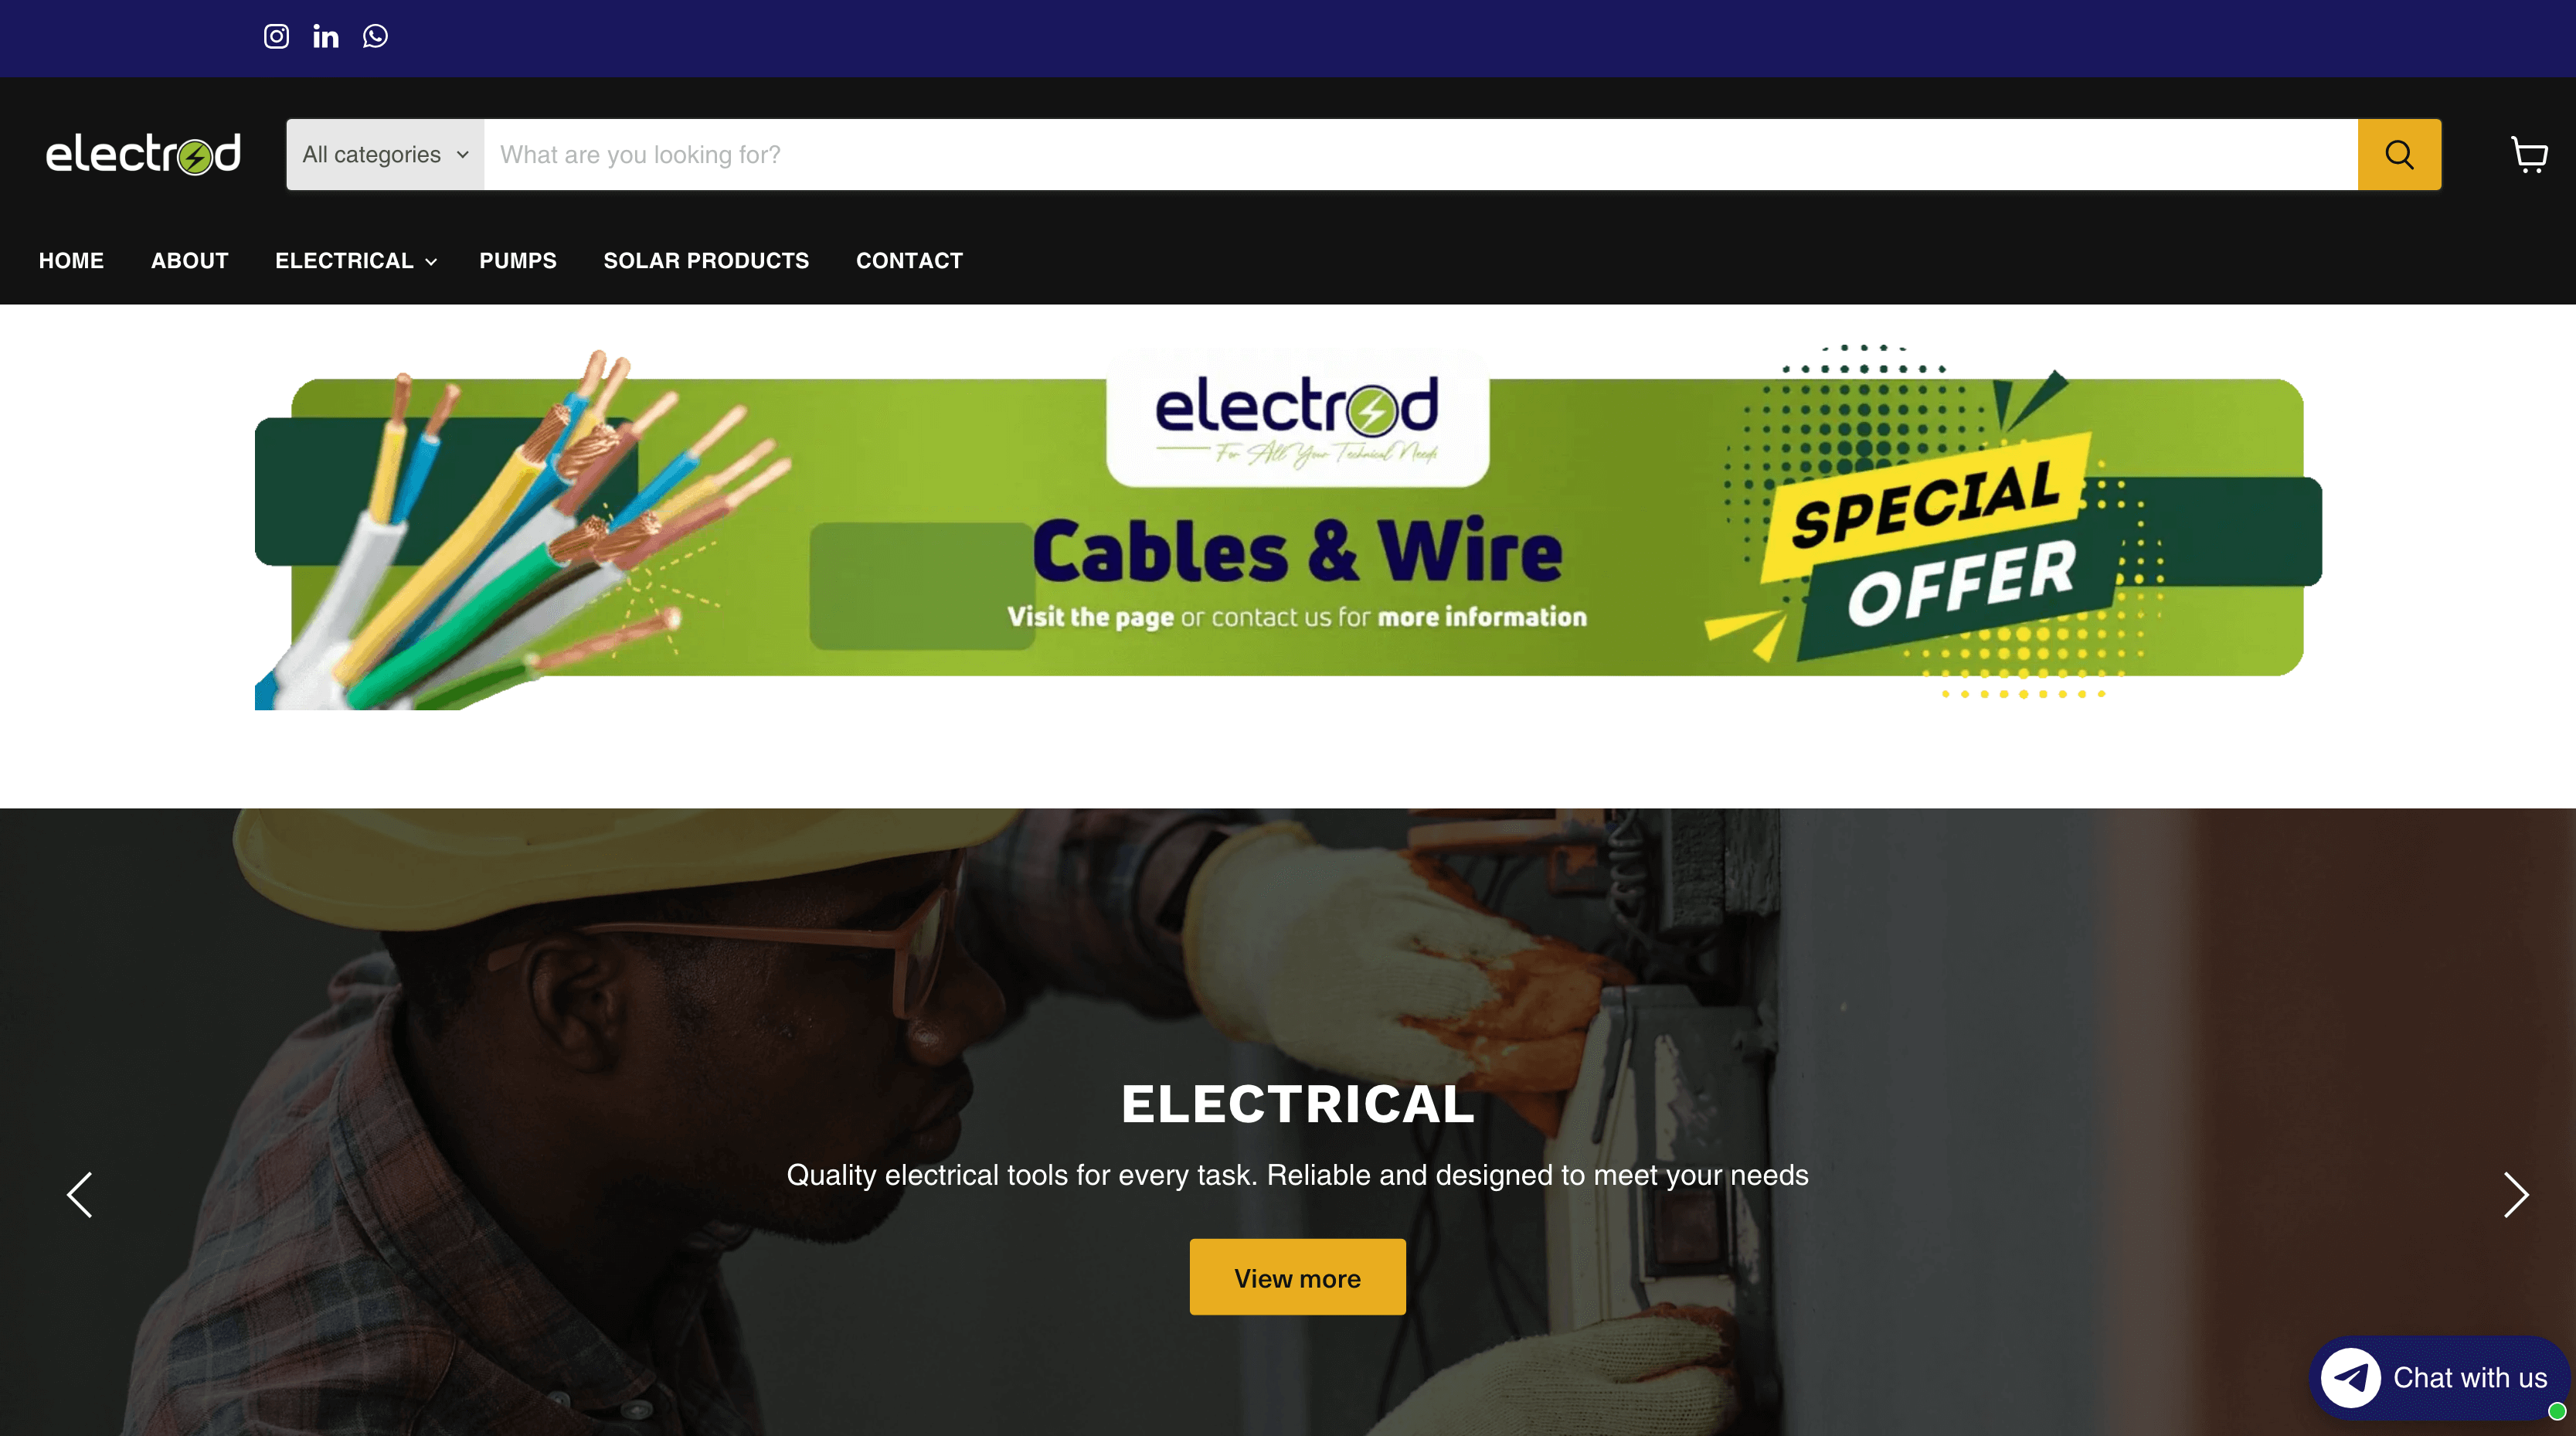 electrod
All categories
What are you looking for?
HOME ABOUT ELECTRICAL PUMPS SOLAR PRODUCTS CONTACT
electrod
For All Your Technical Needs
Cables & Wire
Visit the page or contact us for more information
SPECIAL
OFFER
ELECTRICAL
Quality electrical tools for every task. Reliable and designed to meet your needs
View more
Chat with us